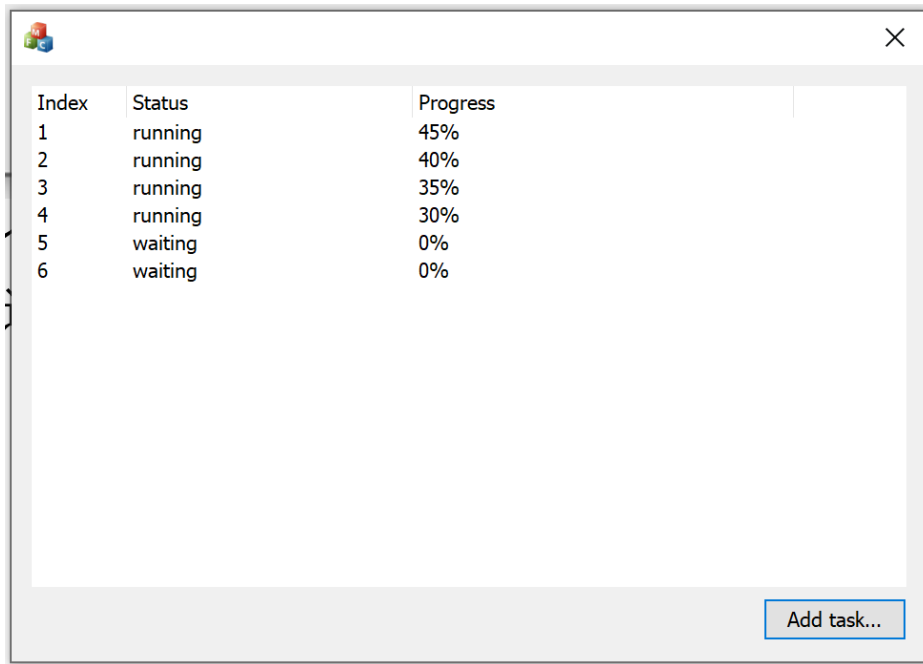 Index Status Progress
1 running 45%
2 running 40%
3 running 35%
4 running 30%
5 waiting 0%
6 waiting 0%
Add task...